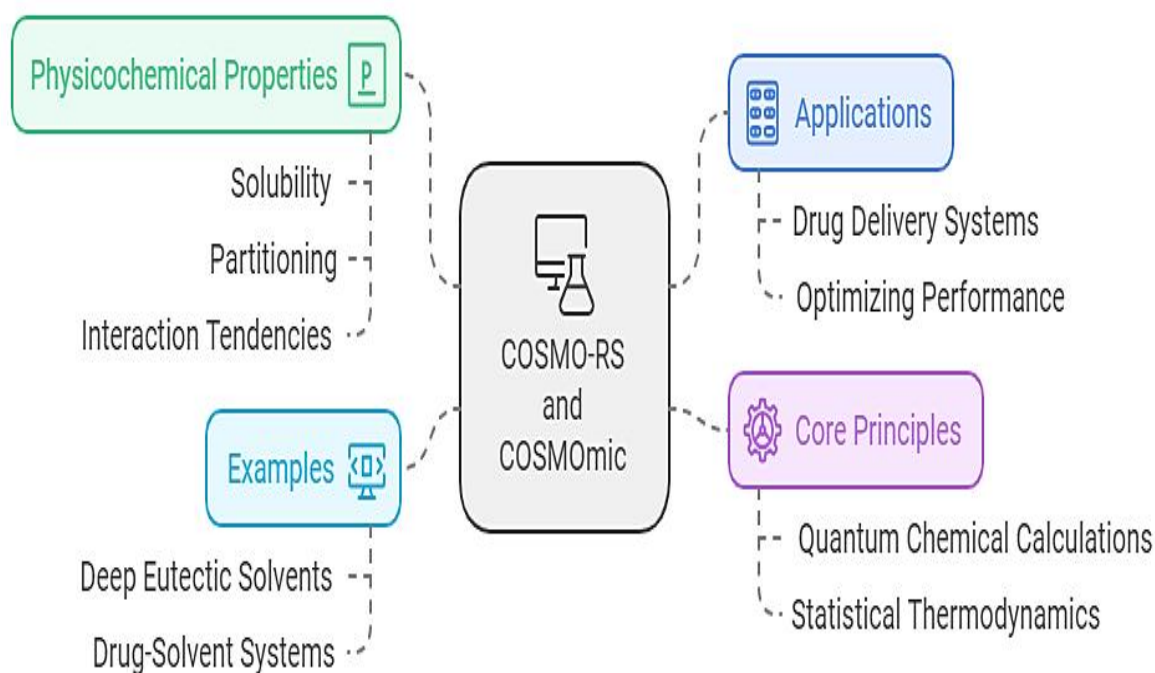 Physicochemical Properties
P
Solubility
Partitioning
Interaction Tendencies
Examples
Deep Eutectic Solvents
Drug-Solvent Systems
COSMO-RS
and
COSMOmic
Applications
Drug Delivery Systems
Optimizing Performance
Core Principles
Quantum Chemical Calculations
Statistical Thermodynamics